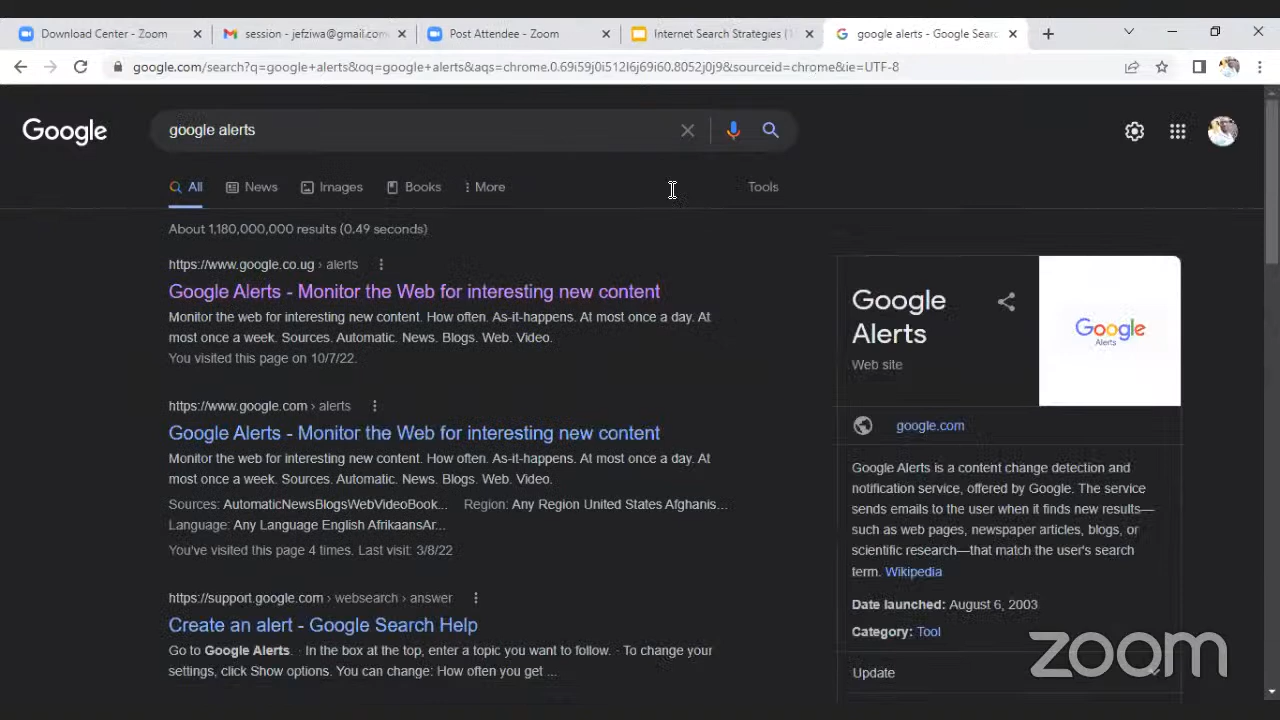 Download Center - Zoom
session - jefziwa@gmail.com
Post Attendee - Zoom
Internet Search Strategies (
google alerts - Google Searc
google.com/search?q=google+alerts&oq=google+alerts&aqs=chrome.0.69i59j0i512l6j69i60.8052j0j9&sourceid=chrome&ie=UTF-8
Google
google alerts
All
News
Images
Books
More
Tools
About 1,180,000,000 results (0.49 seconds)
https://www.google.co.ug › alerts
Google Alerts - Monitor the Web for interesting new content
Monitor the web for interesting new content. How often. As-it-happens. At most once a day. At
most once a week. Sources. Automatic. News. Blogs. Web. Video.
You visited this page on 10/7/22.
https://www.google.com › alerts
Google Alerts - Monitor the Web for interesting new content
Monitor the web for interesting new content. How often. As-it-happens. At most once a day. At
most once a week. Sources. Automatic. News. Blogs. Web. Video.
Sources: AutomaticNewsBlogsWebVideoBook... Region: Any Region United States Afghanis...
Language: Any Language English AfrikaansAr...
You've visited this page 4 times. Last visit: 3/8/22
https://support.google.com › websearch › answer
Create an alert - Google Search Help
Go to Google Alerts. · In the box at the top, enter a topic you want to follow. · To change your
settings, click Show options. You can change: How often you get ...
Google
Alerts
Web site
Google
Alerts
google.com
Google Alerts is a content change detection and
notification service, offered by Google. The service
sends emails to the user when it finds new results—
such as web pages, newspaper articles, blogs, or
scientific research—that match the user's search
term. Wikipedia
Date launched: August 6, 2003
Category: Tool
Update
zoom